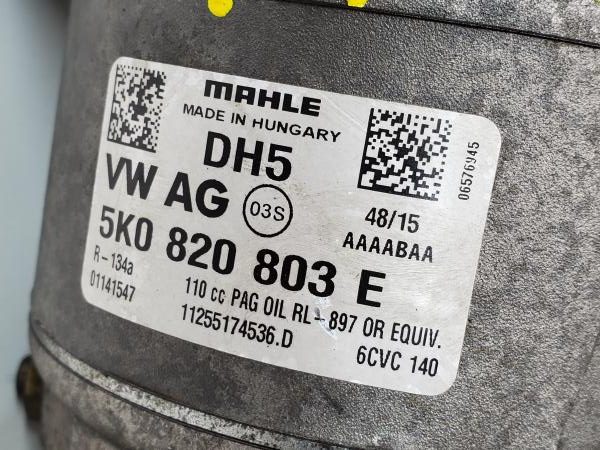 MAHLE
MADE IN HUNGARY
DH5
VW AG 03S
48/15
AAAABAA
06576945
5K0 820 803 E
R-134a
01141547
110 cc PAG OIL RL-897 OR EQUIV.
11255174536.D
6CVC 140